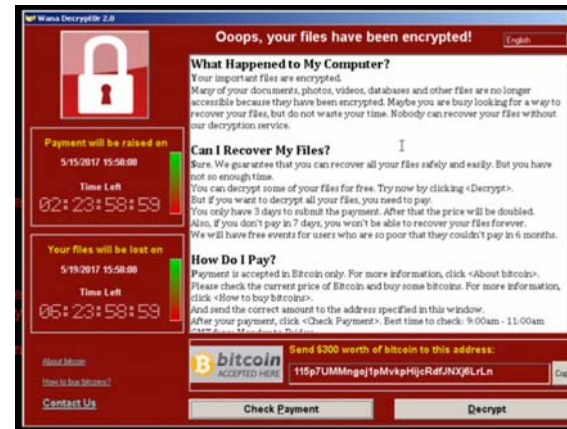 Wana Decrypt0r 2.0
Ooops, your files have been encrypted!
English
What Happened to My Computer?
Your important files are encrypted.
Many of your documents, photos, videos, databases and other files are no longer
accessible because they have been encrypted. Maybe you are busy looking for a way to
recover your files, but do not waste your time. Nobody can recover your files without
our decryption service.
Can I Recover My Files?
Sure. We guarantee that you can recover all your files safely and easily. But you have
not so enough time.
You can decrypt some of your files for free. Try now by clicking <Decrypt>.
But if you want to decrypt all your files, you need to pay.
You only have 3 days to submit the payment. After that the price will be doubled.
Also, if you don't pay in 7 days, you won't be able to recover your files forever.
We will have free events for users who are so poor that they couldn't pay in 6 months.
How Do I Pay?
Payment is accepted in Bitcoin only. For more information, click <About bitcoin>.
Please check the current price of Bitcoin and buy some bitcoins. For more information,
click <How to buy bitcoins>.
And send the correct amount to the address specified in this window.
After your payment, click <Check Payment>. Best time to check: 9:00am - 11:00am
Payment will be raised on
5/15/2017 15:58:08
Time Left
02:23:58:59
Your files will be lost on
5/19/2017 15:58:08
Time Left
06:23:58:59
About bitcoin
How to buy bitcoins?
Contact Us
bitcoin
ACCEPTED HERE
Send $300 worth of bitcoin to this address:
Check Payment
Decrypt